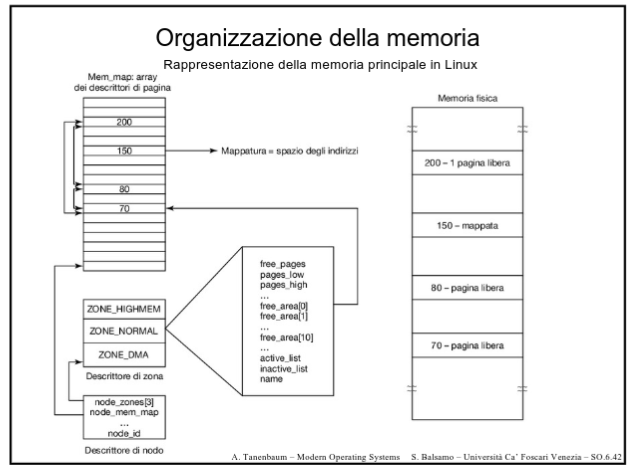 Organizzazione della memoria
Rappresentazione della memoria principale in Linux
Mem_map: array
dei descrittori di pagina
200
150
80
70
Mappatura = spazio degli indirizzi
Memoria fisica
200 – 1 pagina libera
150 – mappata
80 – pagina libera
70 – pagina libera
free_pages
pages_low
pages_high
...
free_area[0]
free_area[1]
...
free_area[10]
...
active_list
inactive_list
name
ZONE_HIGHMEM
ZONE_NORMAL
ZONE_DMA
Descrittore di zona
node_zones[3]
node_mem_map
...
node_id
Descrittore di nodo
A. Tanenbaum – Modern Operating Systems S. Balsamo – Università Ca’ Foscari Venezia – SO.6.42